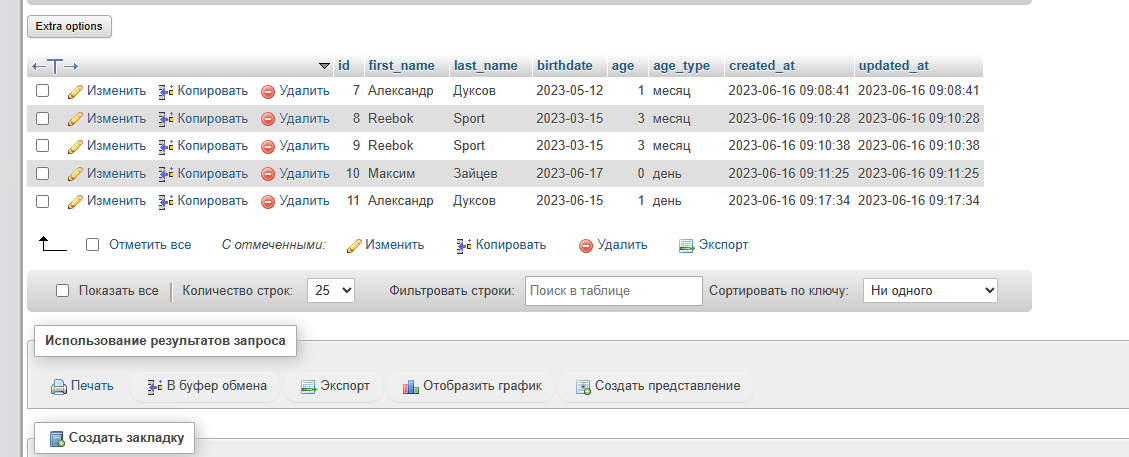 Extra options
id first_name last_name birthdate age age_type created_at updated_at
Изменить Копировать Удалить 7 Александр Дуксов 2023-05-12 1 месяц 2023-06-16 09:08:41 2023-06-16 09:08:41
Изменить Копировать Удалить 8 Reebok Sport 2023-03-15 3 месяц 2023-06-16 09:10:28 2023-06-16 09:10:28
Изменить Копировать Удалить 9 Reebok Sport 2023-03-15 3 месяц 2023-06-16 09:10:38 2023-06-16 09:10:38
Изменить Копировать Удалить 10 Максим Зайцев 2023-06-17 0 день 2023-06-16 09:11:25 2023-06-16 09:11:25
Изменить Копировать Удалить 11 Александр Дуксов 2023-06-15 1 день 2023-06-16 09:17:34 2023-06-16 09:17:34
Отметить все С отмеченными: Изменить Копировать Удалить Экспорт
Показать все Количество строк: 25 Фильтровать строки: Поиск в таблице Сортировать по ключу: Ни одного
Использование результатов запроса
Печать В буфер обмена Экспорт Отобразить график Создать представление
Создать закладку